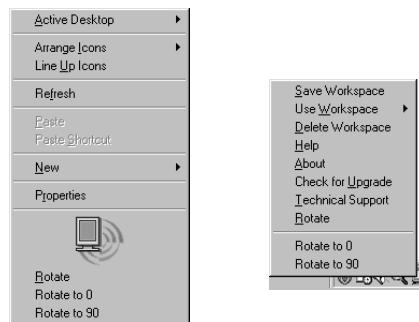 Active Desktop
Arrange Icons
Line Up Icons
Refresh
Paste
Paste Shortcut
New
Properties
Rotate
Rotate to 0
Rotate to 90
Save Workspace
Use Workspace
Delete Workspace
Help
About
Check for Upgrade
Technical Support
Rotate
Rotate to 0
Rotate to 90